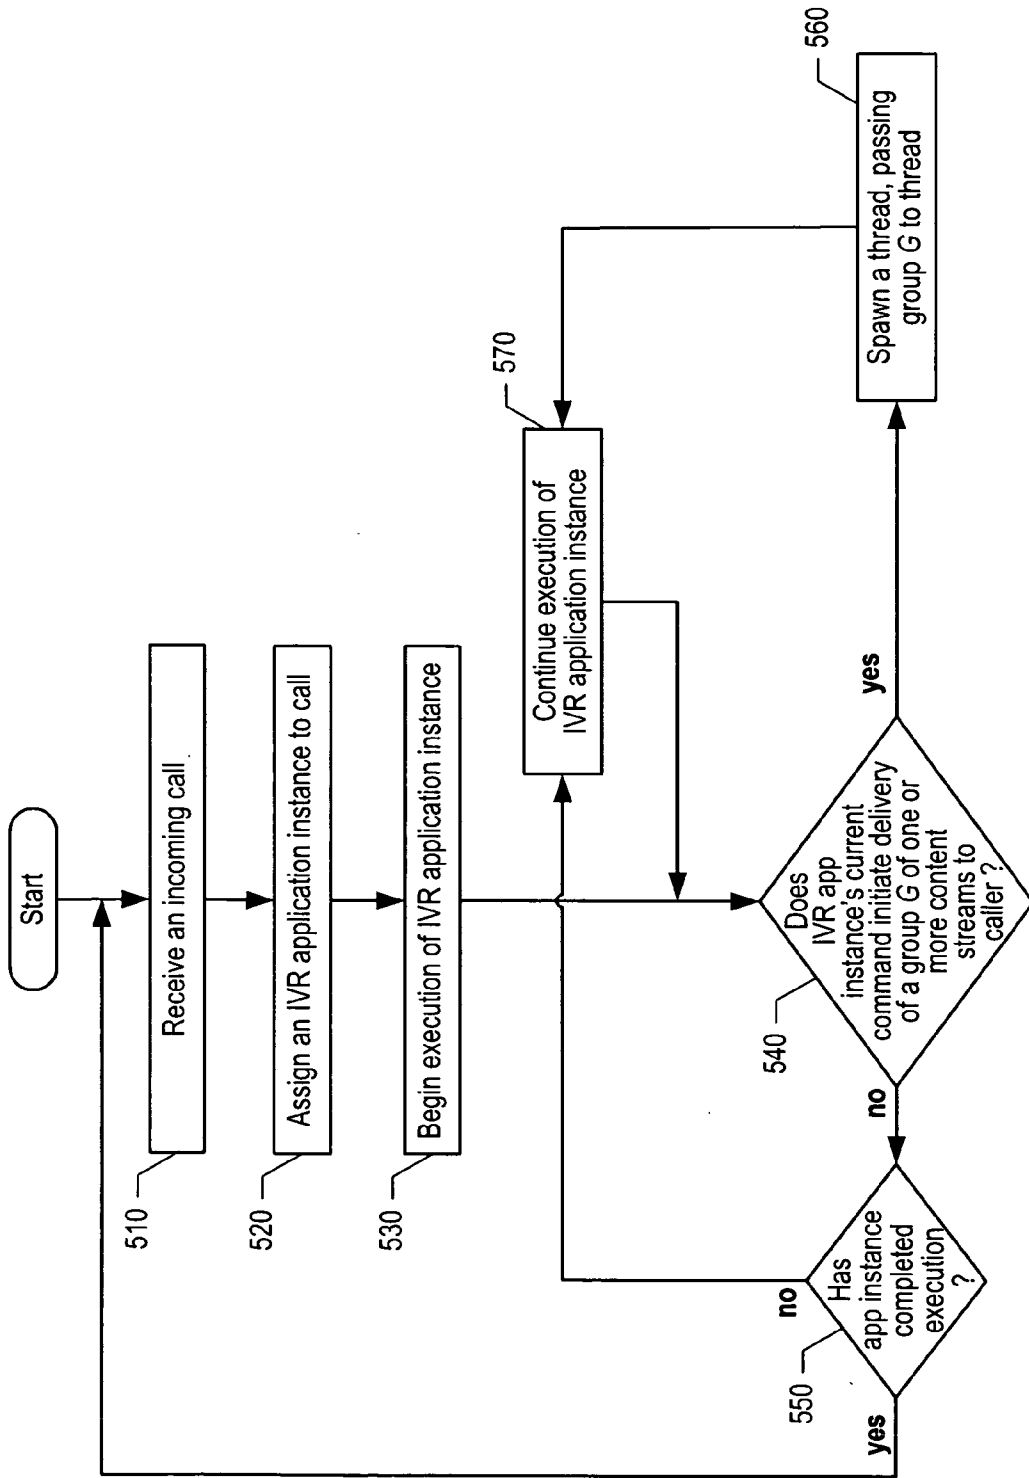 Start
Receive an incoming call
510
Assign an IVR application instance to call
520
Begin execution of IVR application instance
530
Continue execution of
IVR application instance
570
Does
IVR app
instance's current
command initiate delivery
of a group G of one or
more content
streams to
caller ?
540
yes
no
Spawn a thread, passing
group G to thread
560
Has
app instance
completed
execution
?
550
no
yes